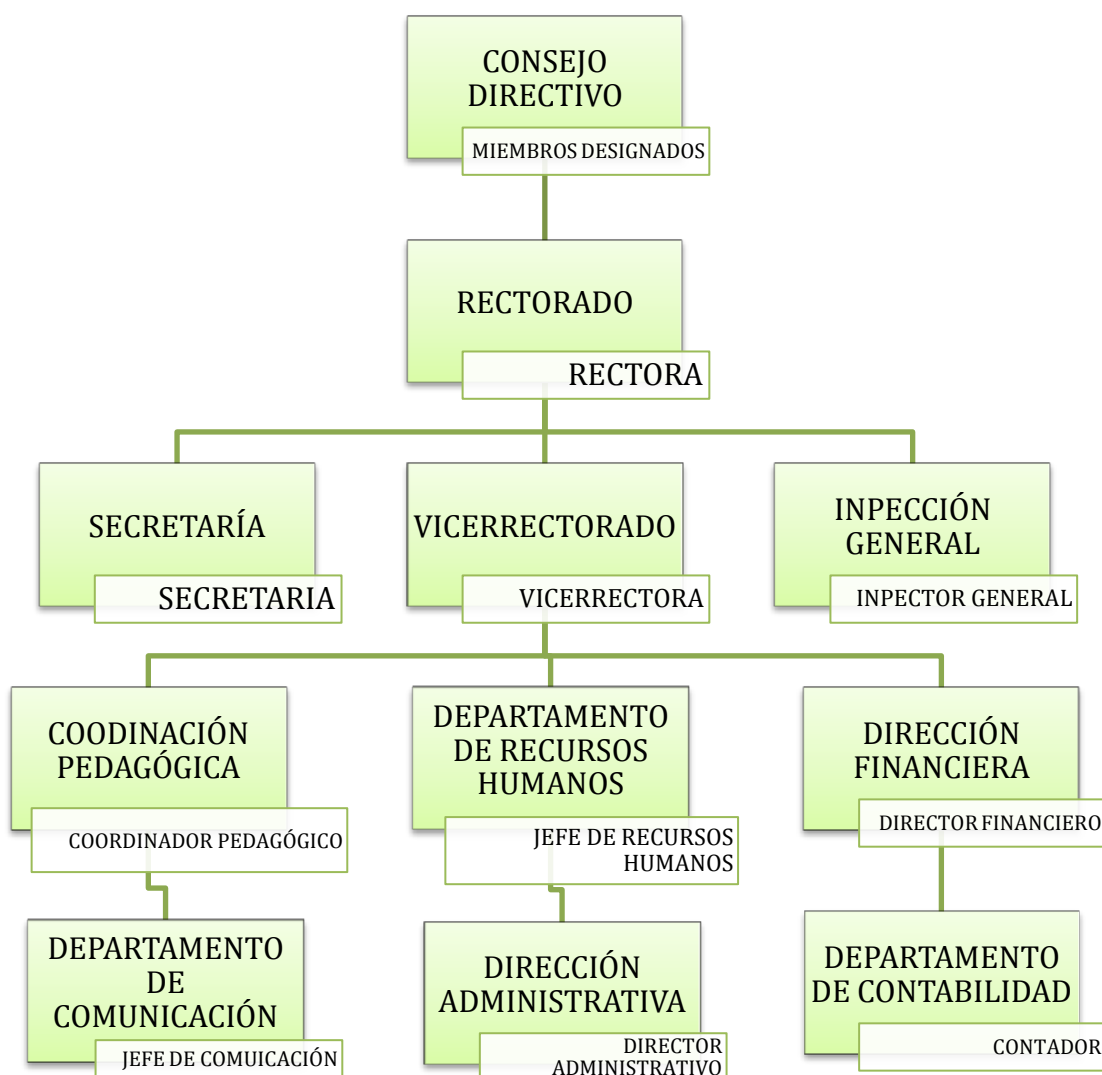 CONSEJO
DIRECTIVO
MIEMBROS DESIGNADOS
RECTORADO
RECTORA
SECRETARÍA
SECRETARIA
VICERRECTORADO
VICERRECTORA
INPECCIÓN
GENERAL
INPECTOR GENERAL
COODINACIÓN
PEDAGÓGICA
COORDINADOR PEDAGÓGICO
DEPARTAMENTO
DE RECURSOS
HUMANOS
JEFE DE RECURSOS
HUMANOS
DIRECCIÓN
FINANCIERA
DIRECTOR FINANCIERO
DEPARTAMENTO
DE
COMUNICACIÓN
JEFE DE COMUICACIÓN
DIRECCIÓN
ADMINISTRATIVA
DIRECTOR
ADMINISTRATIVO
DEPARTAMENTO
DE CONTABILIDAD
CONTADOR